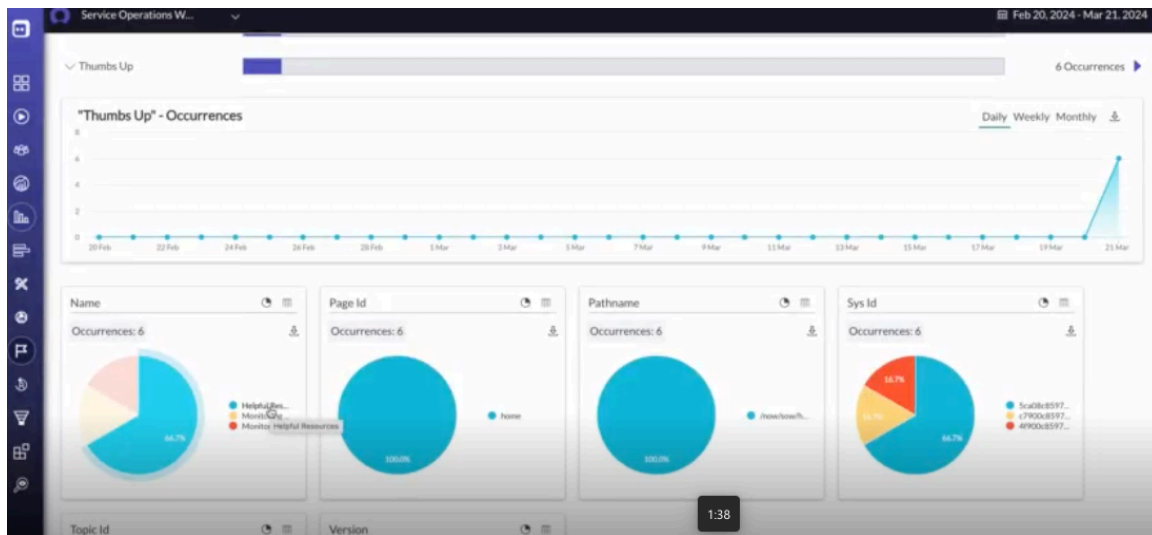 Service Operations W...
Feb 20, 2024 - Mar 21, 2024
Thumbs Up
6 Occurrences
"Thumbs Up" - Occurrences
Daily Weekly Monthly
8
6
4
2
0
20 Feb 22 Feb 24 Feb 26 Feb 28 Feb 1 Mar 3 Mar 5 Mar 7 Mar 9 Mar 11 Mar 13 Mar 15 Mar 17 Mar 19 Mar 21 Mar
Name
Occurrences: 6
66.7%
Helpful Res...
Monitoring ...
Monitor
Helpful Resources
Page Id
Occurrences: 6
100.0%
home
Pathname
Occurrences: 6
100.0%
/now/sow/h...
Sys Id
Occurrences: 6
16.7%
16.7%
66.7%
5ca08c8597...
c7900c8597...
4f900c8597...
Topic Id
Version
1:38